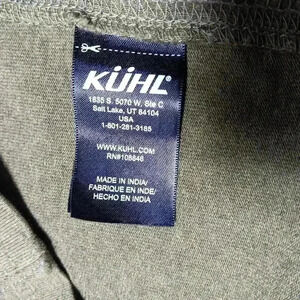 KÜHL®
1835 S. 5070 W, Ste C
Salt Lake, UT 84104
USA
1-801-281-3185
WWW.KUHL.COM
RN#108846
MADE IN INDIA/
FABRIQUE EN INDE/
HECHO EN INDIA